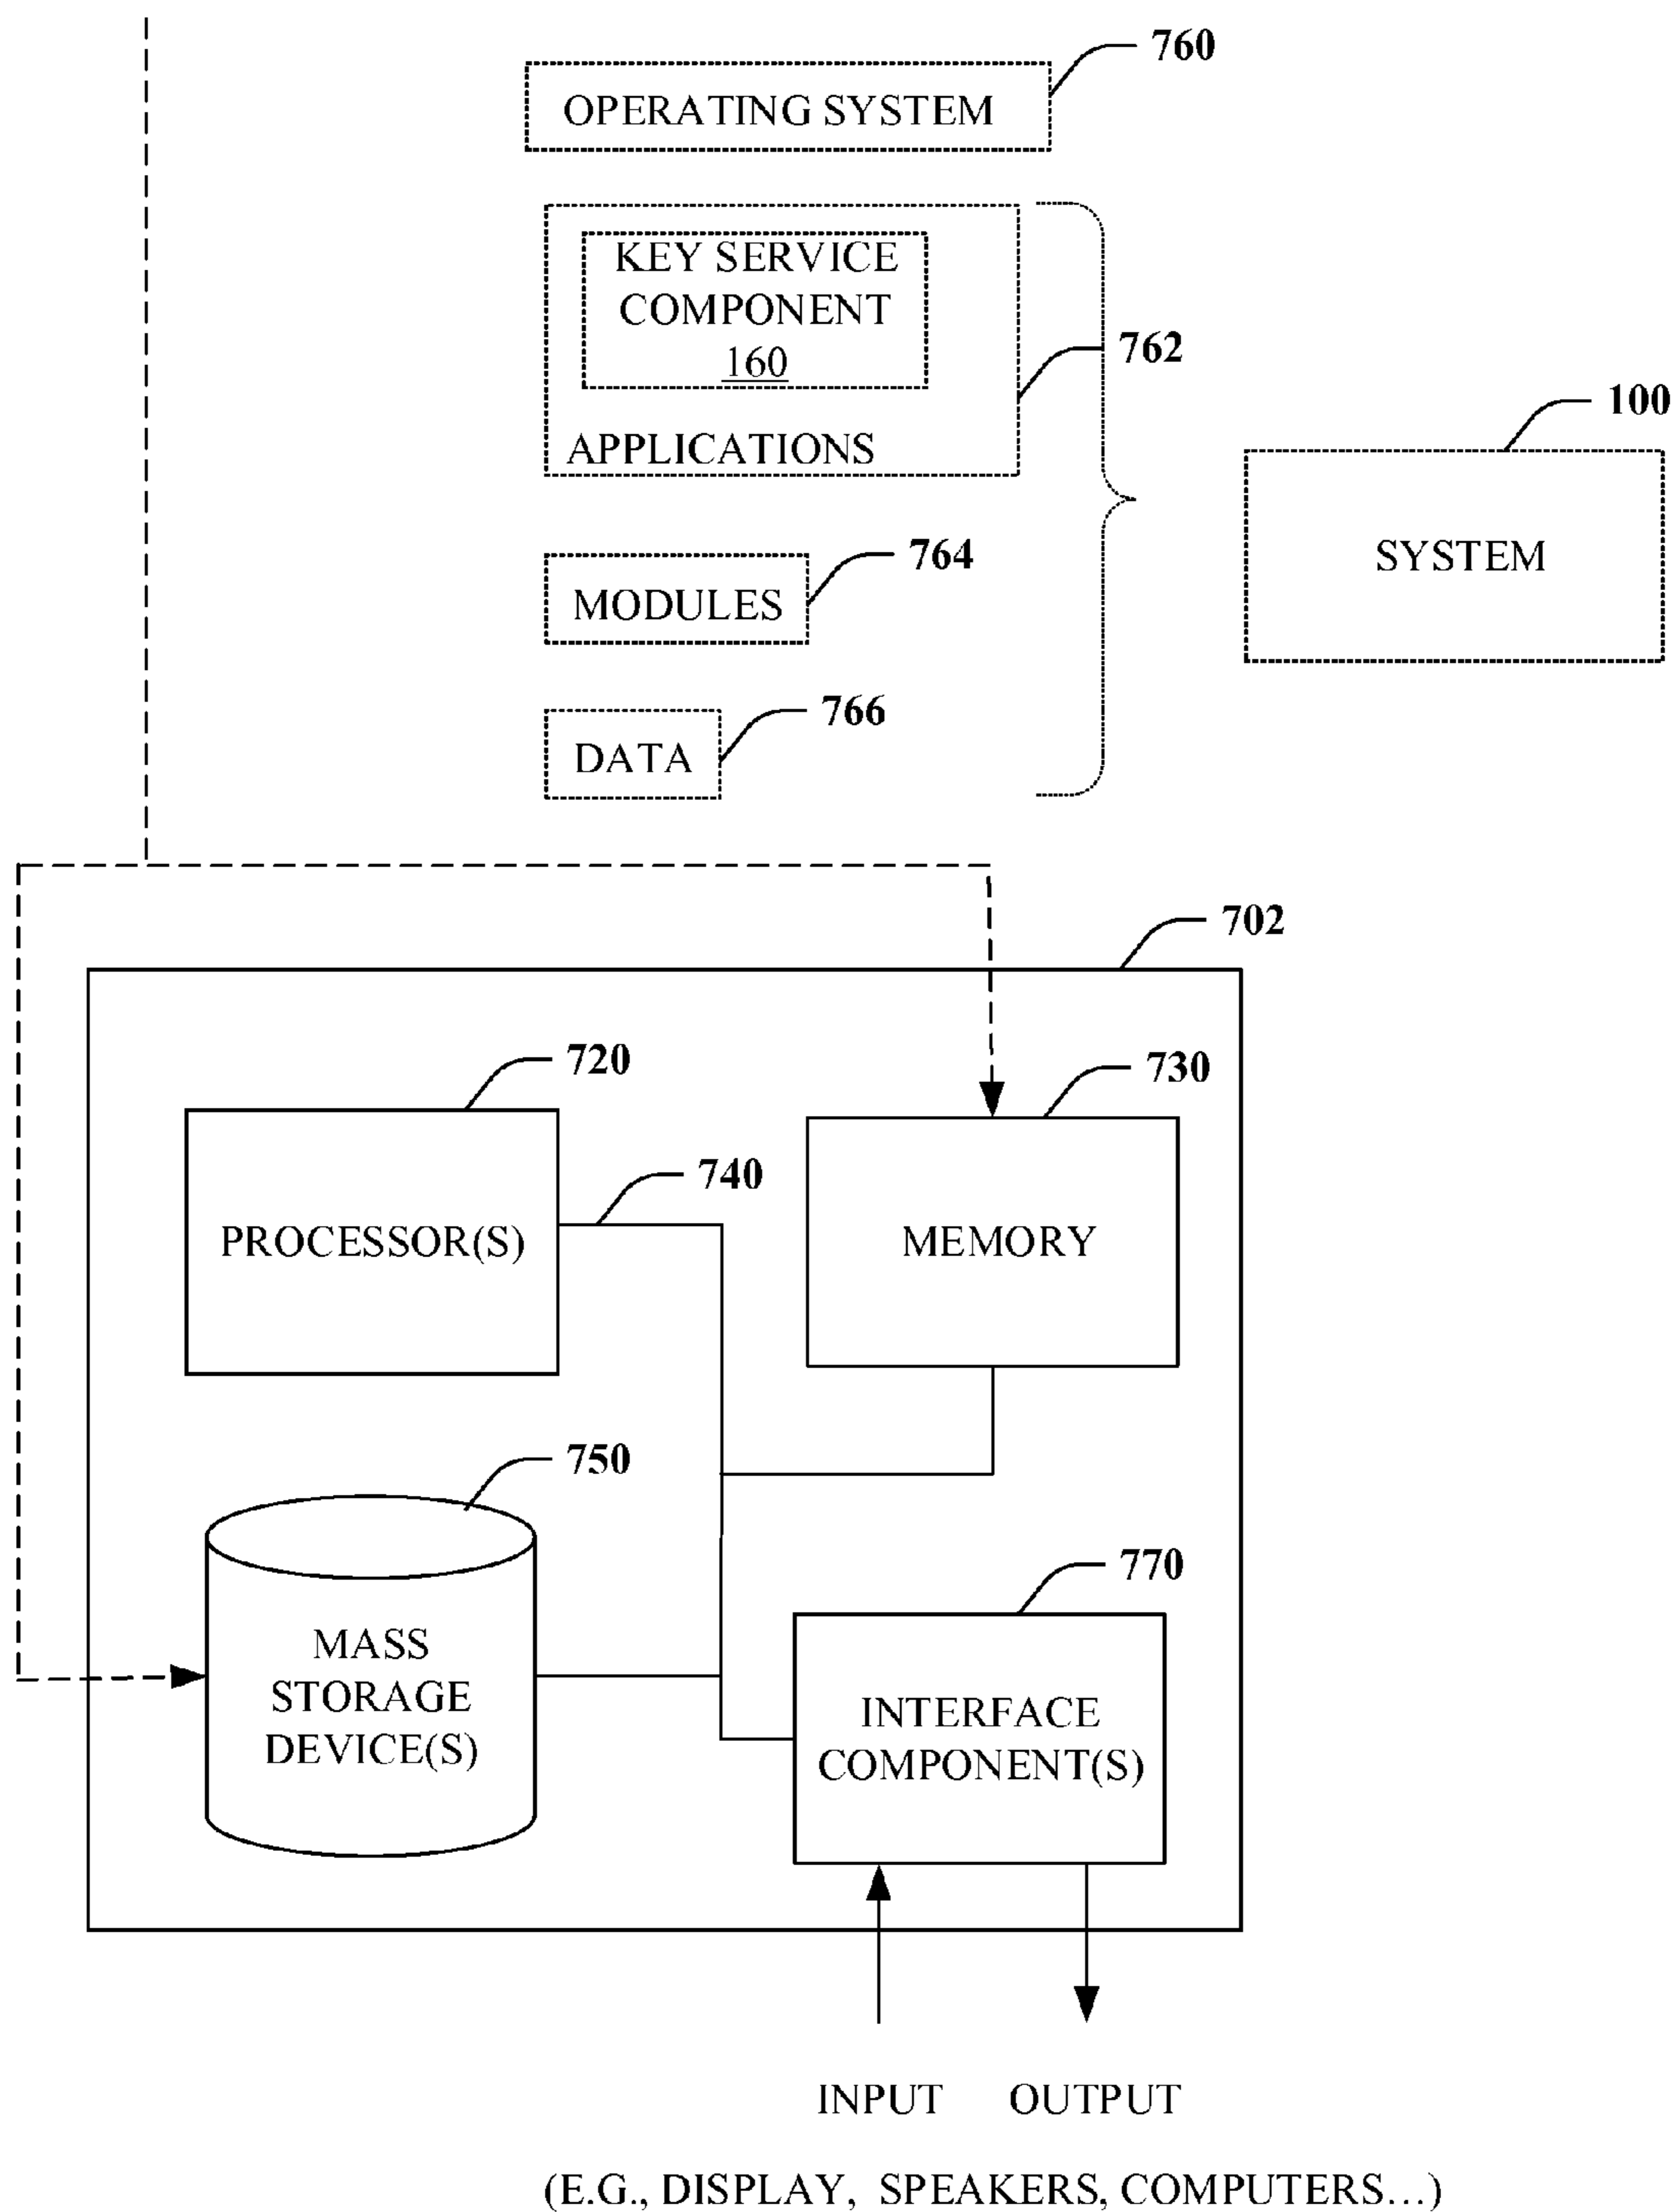 760
OPERATING SYSTEM
KEY SERVICE
COMPONENT
160
762
APPLICATIONS
100
SYSTEM
764
MODULES
766
DATA
702
720
730
740
PROCESSOR(S)
MEMORY
750
770
MASS
STORAGE
DEVICE(S)
INTERFACE
COMPONENT(S)
INPUT OUTPUT
(E.G., DISPLAY, SPEAKERS, COMPUTERS…)